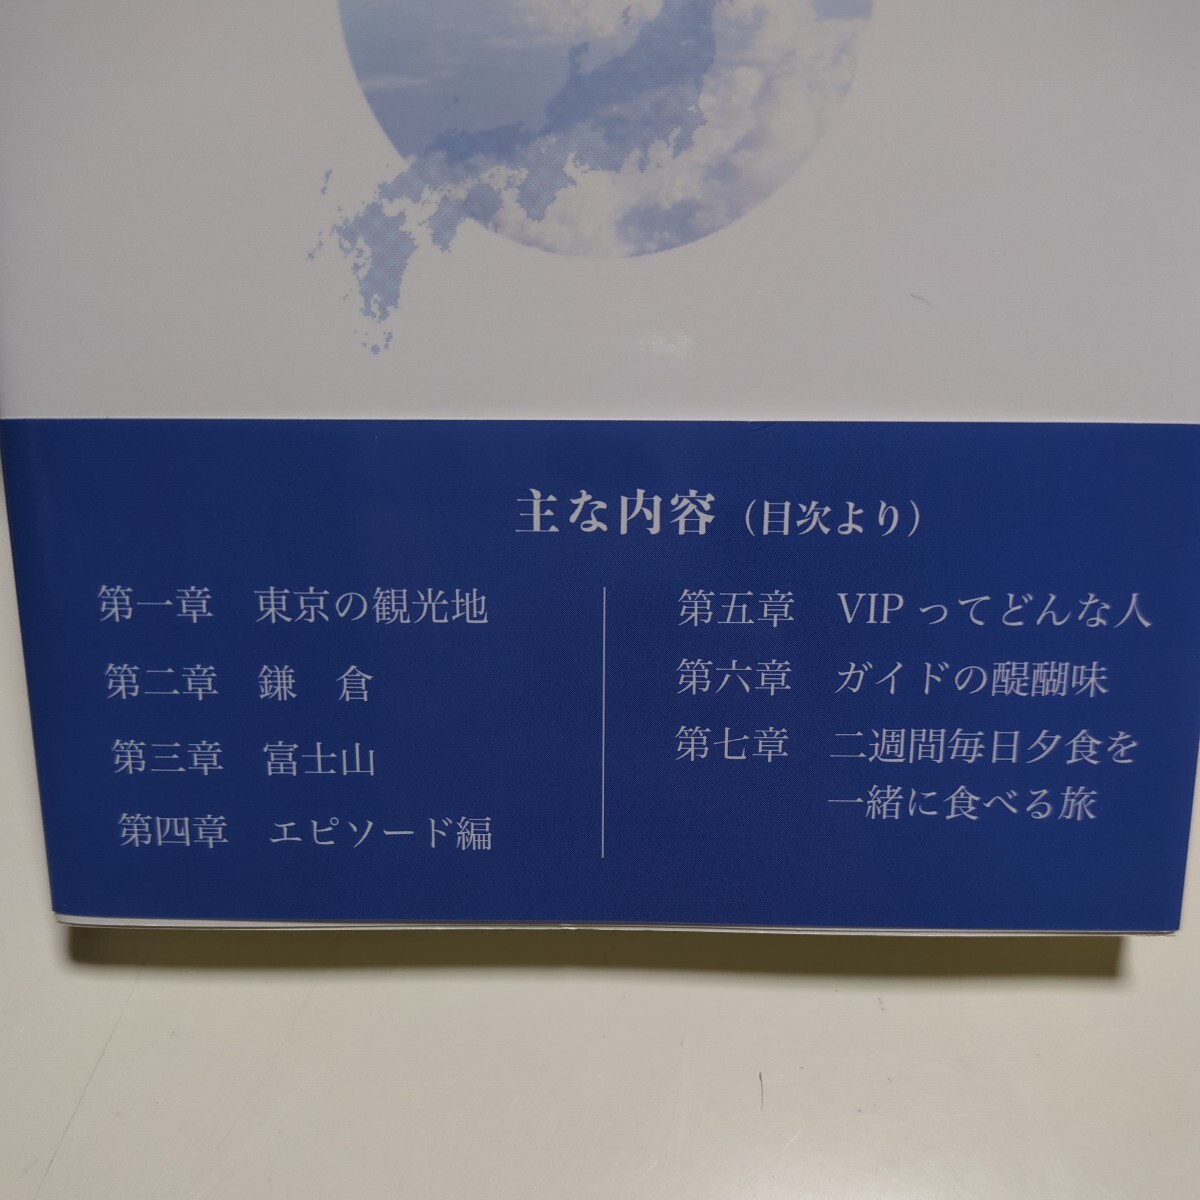 主な内容（目次より）
第一章　東京の観光地
第二章　鎌　倉
第三章　富士山
第四章　エピソード編
第五章　VIP ってどんな人
第六章　ガイドの醍醐味
第七章　二週間毎日夕食を
一緒に食べる旅